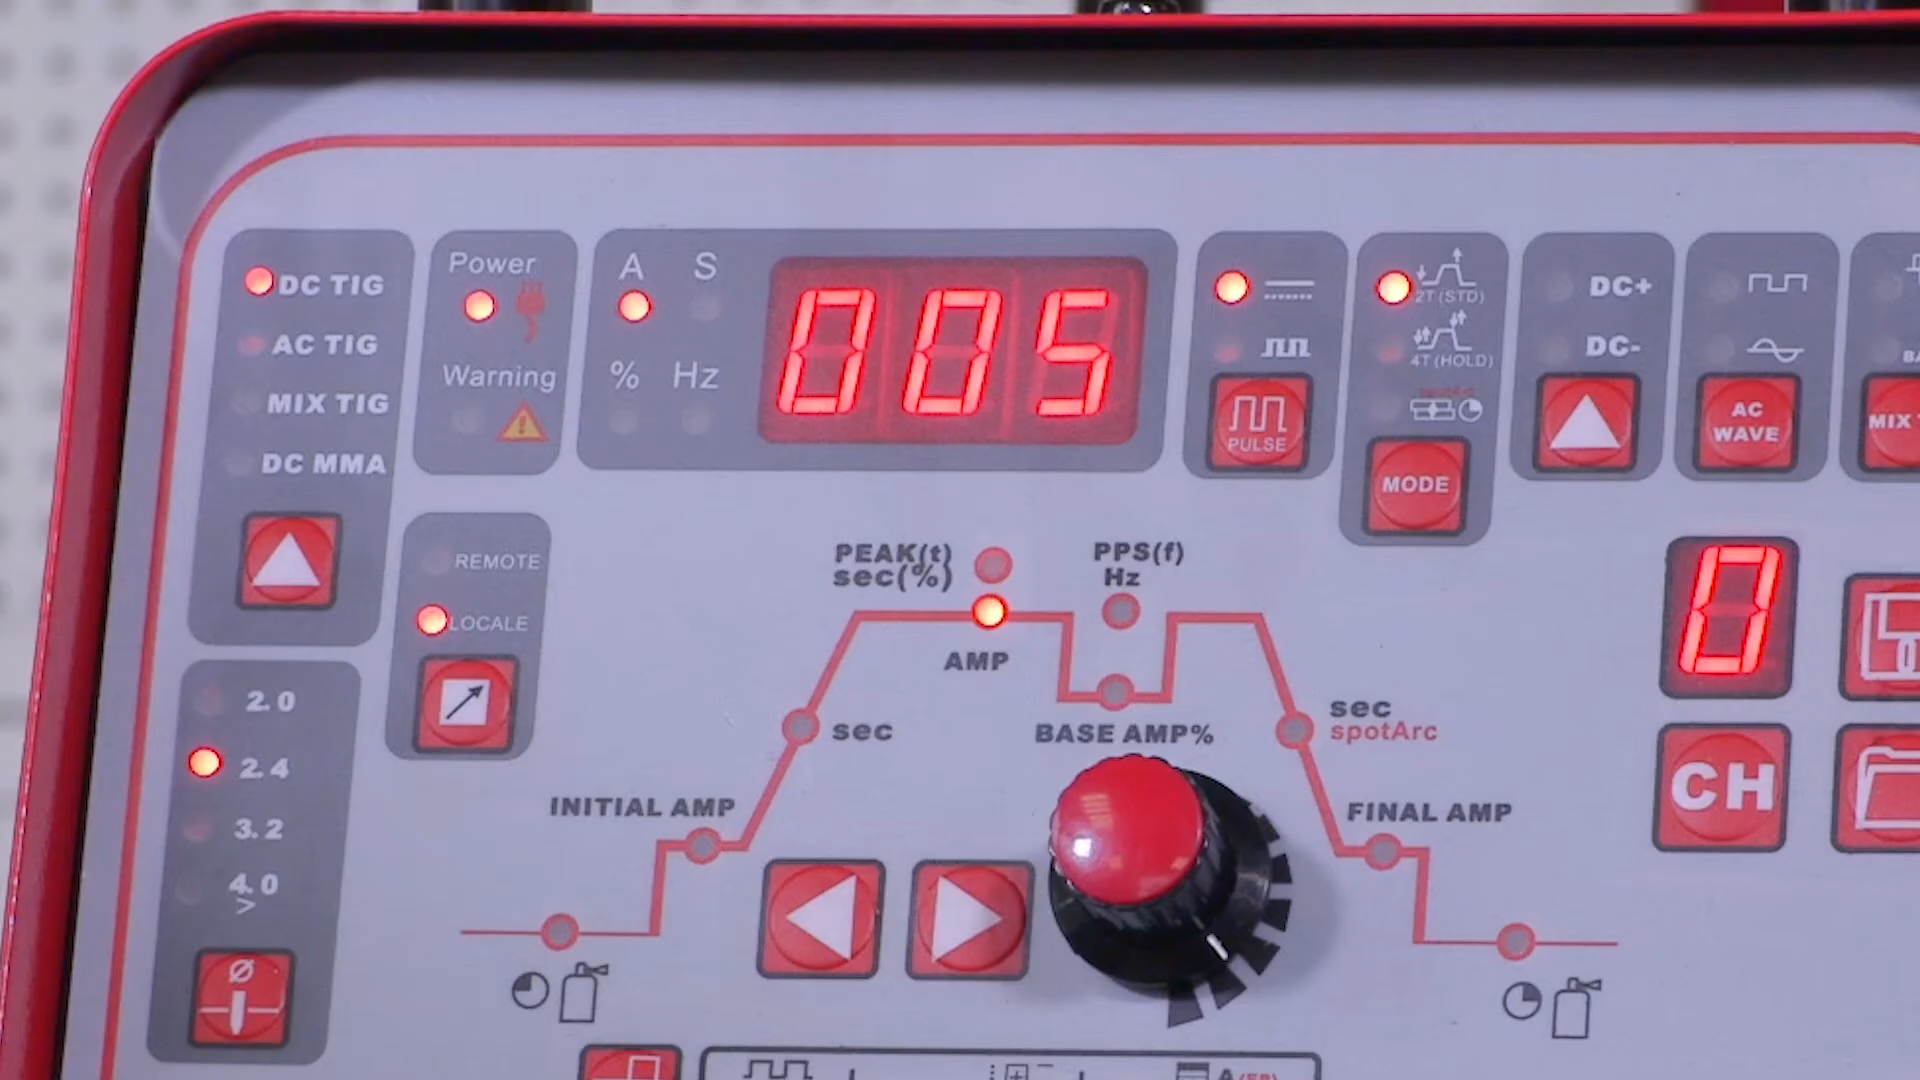 DC TIG
AC TIG
MIX TIG
DC MMA
Power
Warning
A S
% Hz
005
PULSE
2T (STD)
4T (HOLD)
MODE
DC+
DC-
AC
WAVE
MIX
REMOTE
LOCALE
2.0
2.4
3.2
4.0
>
Ø
PEAK(t)
sec(%)
PPS(f)
Hz
AMP
BASE AMP%
sec
INITIAL AMP
sec
spotArc
FINAL AMP
0
CH